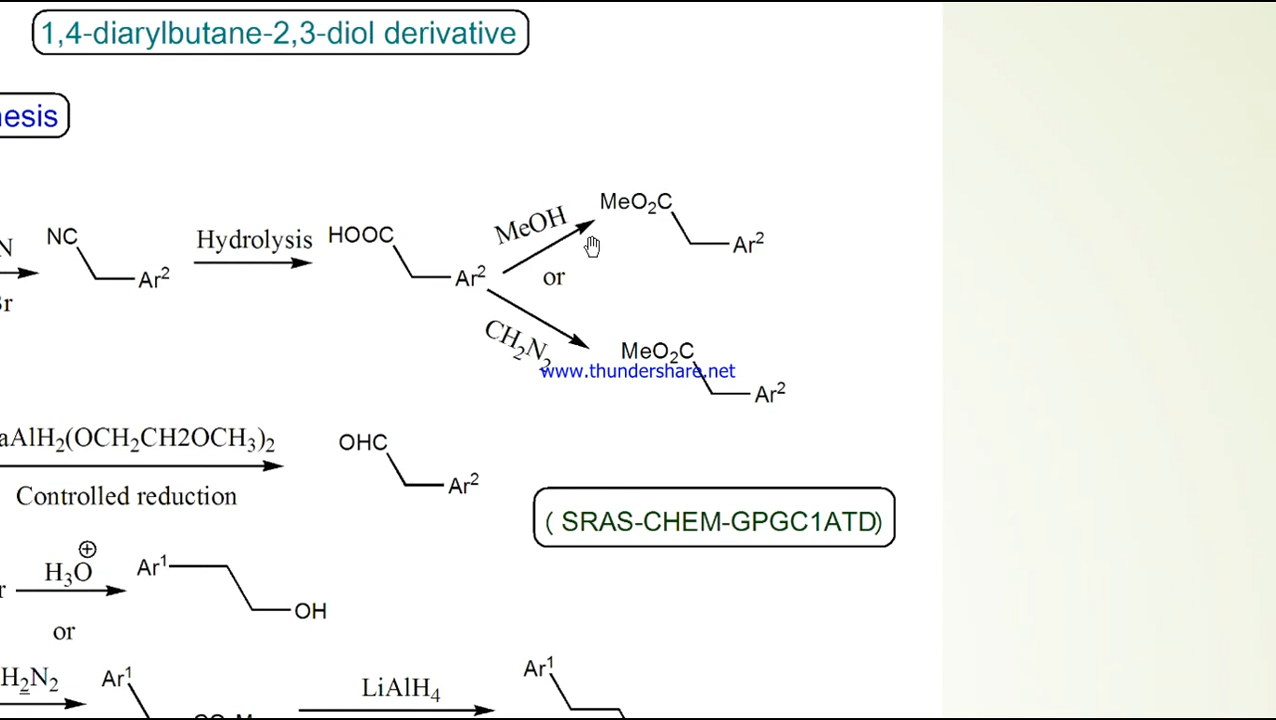 1,4-diarylbutane-2,3-diol derivative
nesis
MeO2C
MeOH
NC
N
Hydrolysis
HOOC
Ar2
Ar2
Ar2
or
Br
CH2N2
MeO2C
www.thundershare.net
Ar2
aAlH2(OCH2CH2OCH3)2
OHC
Ar2
Controlled reduction
( SRAS-CHEM-GPGC1ATD)
⊕
H3O
Ar1
r
OH
or
H2N2
Ar1
LiAlH4
Ar1